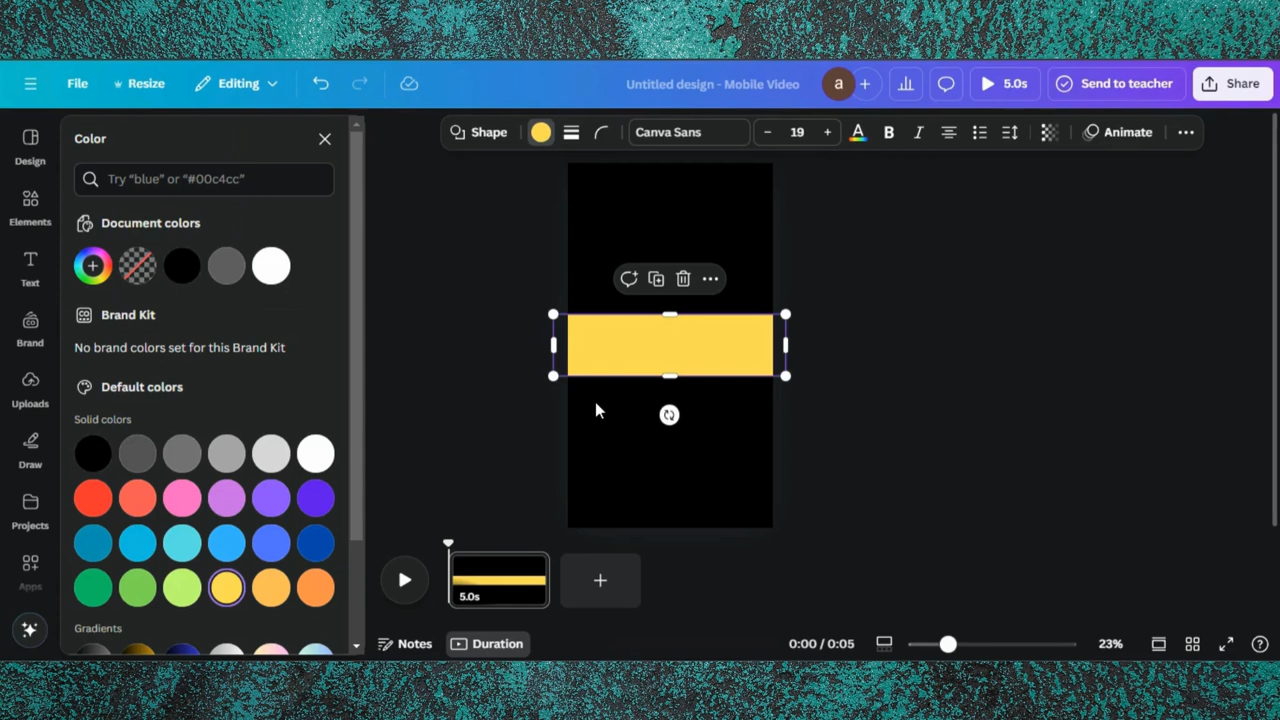 File
Resize
Editing
Untitled design - Mobile Video
a
5.0s
Send to teacher
Share
Design
Elements
Text
Brand
Uploads
Draw
Projects
Apps
Color
Try “blue” or “#00c4cc”
Document colors
Brand Kit
No brand colors set for this Brand Kit
Default colors
Solid colors
Gradients
Shape
Canva Sans
– 19 +
A
B
I
Animate
5.0s
Notes
Duration
0:00 / 0:05
23%